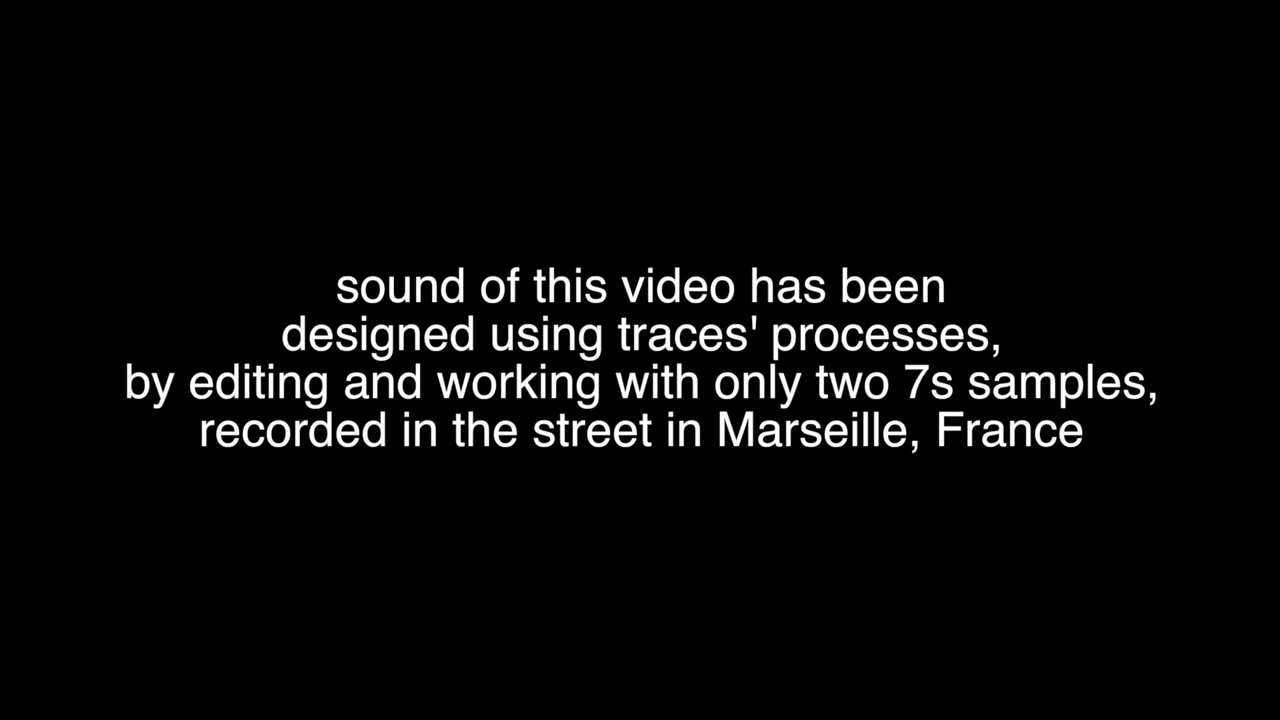 sound of this video has been
designed using traces' processes,
by editing and working with only two 7s samples,
recorded in the street in Marseille, France